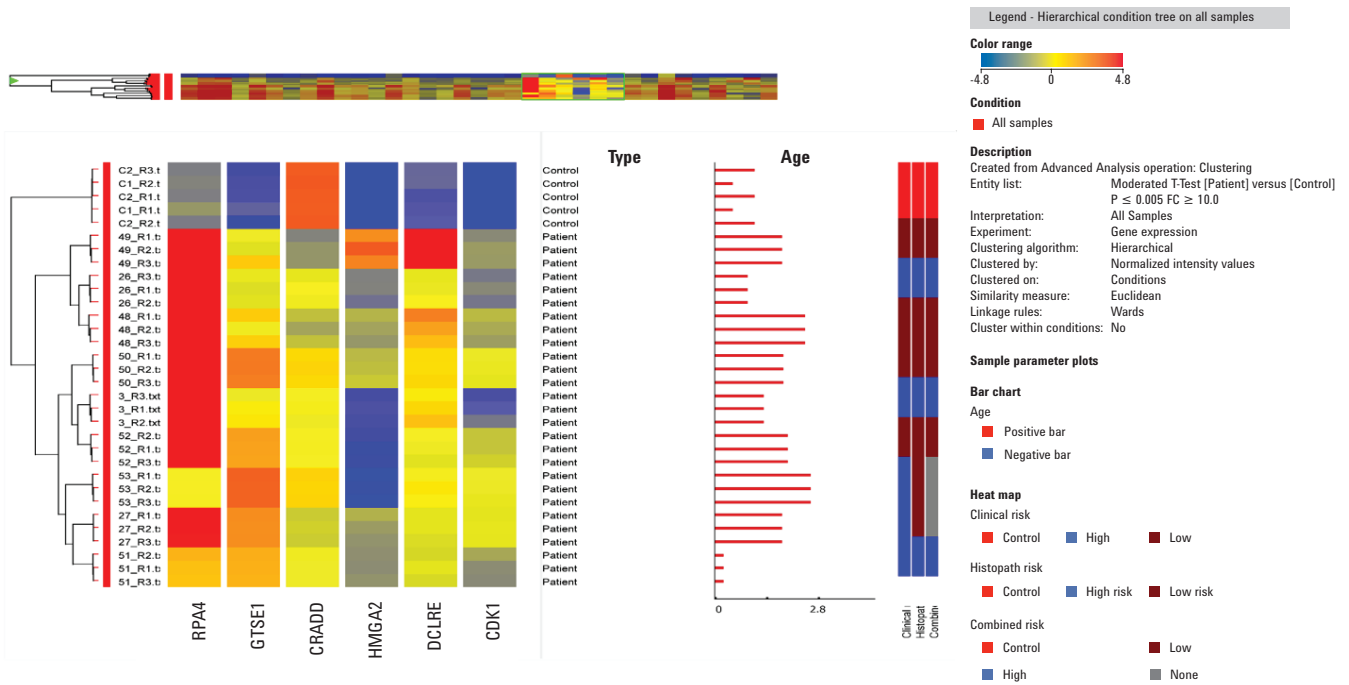 Legend - Hierarchical condition tree on all samples
Color range
-4.8 0 4.8
Condition
All samples
Description
Created from Advanced Analysis operation: Clustering
Entity list: Moderated T-Test [Patient] versus [Control]
P ≤ 0.005 FC ≥ 10.0
Interpretation: All Samples
Experiment: Gene expression
Clustering algorithm: Hierarchical
Clustered by: Normalized intensity values
Clustered on: Conditions
Similarity measure: Euclidean
Linkage rules: Wards
Cluster within conditions: No
Sample parameter plots
Bar chart
Age
Positive bar
Negative bar
Heat map
Clinical risk
Control High Low
Histopath risk
Control High risk Low risk
Combined risk
Control Low
High None
Type Age
C2_R3.t Control
C1_R2.t Control
C2_R1.t Control
C1_R1.t Control
C2_R2.t Control
49_R1.t Patient
49_R2.t Patient
49_R3.t Patient
26_R3.t Patient
26_R1.t Patient
26_R2.t Patient
48_R1.t Patient
48_R2.t Patient
48_R3.t Patient
50_R1.t Patient
50_R2.t Patient
50_R3.t Patient
3_R3.txt Patient
3_R1.txt Patient
3_R2.txt Patient
52_R2.t Patient
52_R1.t Patient
52_R3.t Patient
53_R1.t Patient
53_R2.t Patient
53_R3.t Patient
27_R1.t Patient
27_R2.t Patient
27_R3.t Patient
51_R2.t Patient
51_R1.t Patient
51_R3.t Patient
RPA4 GTSE1 CRADD HMGA2 DCLRE CDK1
0 2.8
Clinical
Histopat
Combin